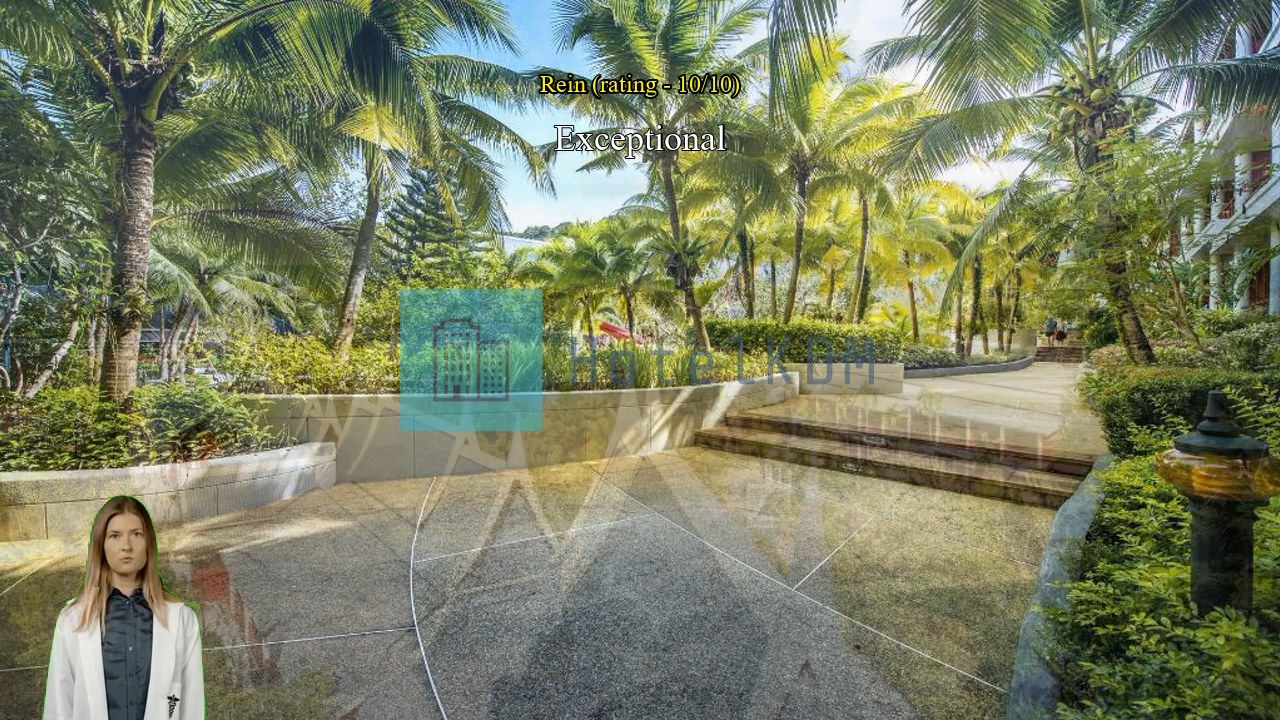 Rein (rating - 10/10)
Exceptional
HotelKDM